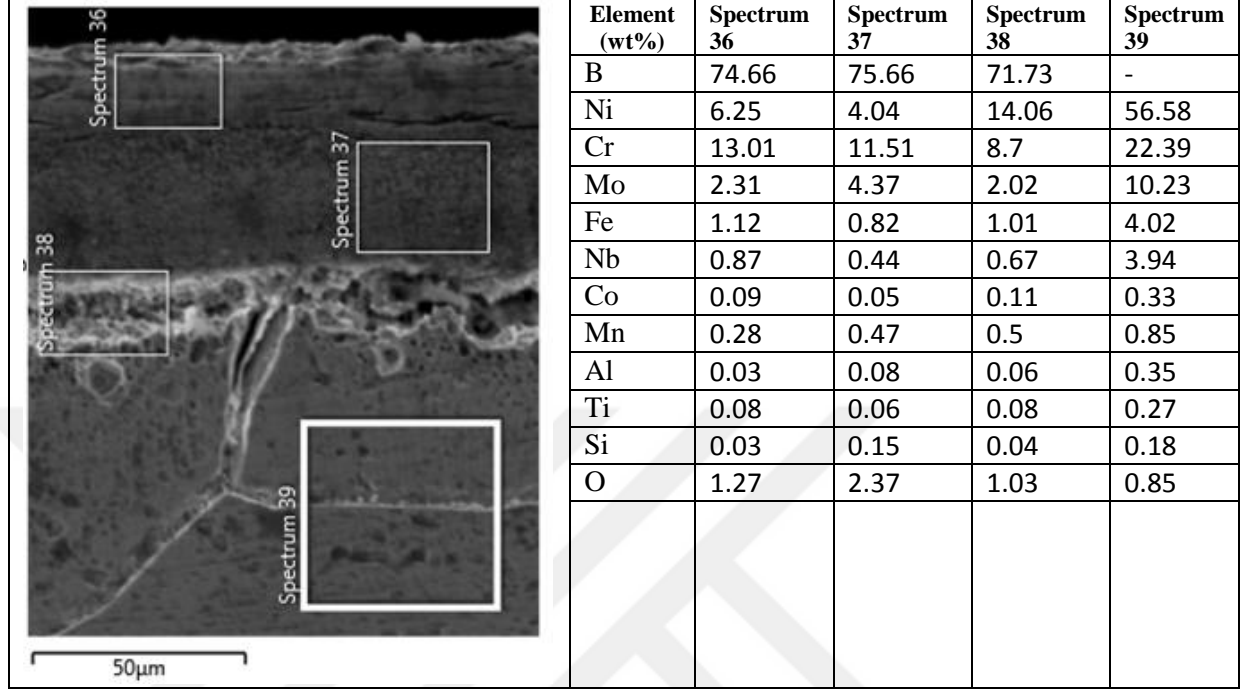 Spectrum 36
Spectrum 37
Spectrum 38
Spectrum 39
50µm
Element (wt%) Spectrum 36 Spectrum 37 Spectrum 38 Spectrum 39
B 74.66 75.66 71.73 -
Ni 6.25 4.04 14.06 56.58
Cr 13.01 11.51 8.7 22.39
Mo 2.31 4.37 2.02 10.23
Fe 1.12 0.82 1.01 4.02
Nb 0.87 0.44 0.67 3.94
Co 0.09 0.05 0.11 0.33
Mn 0.28 0.47 0.5 0.85
Al 0.03 0.08 0.06 0.35
Ti 0.08 0.06 0.08 0.27
Si 0.03 0.15 0.04 0.18
O 1.27 2.37 1.03 0.85